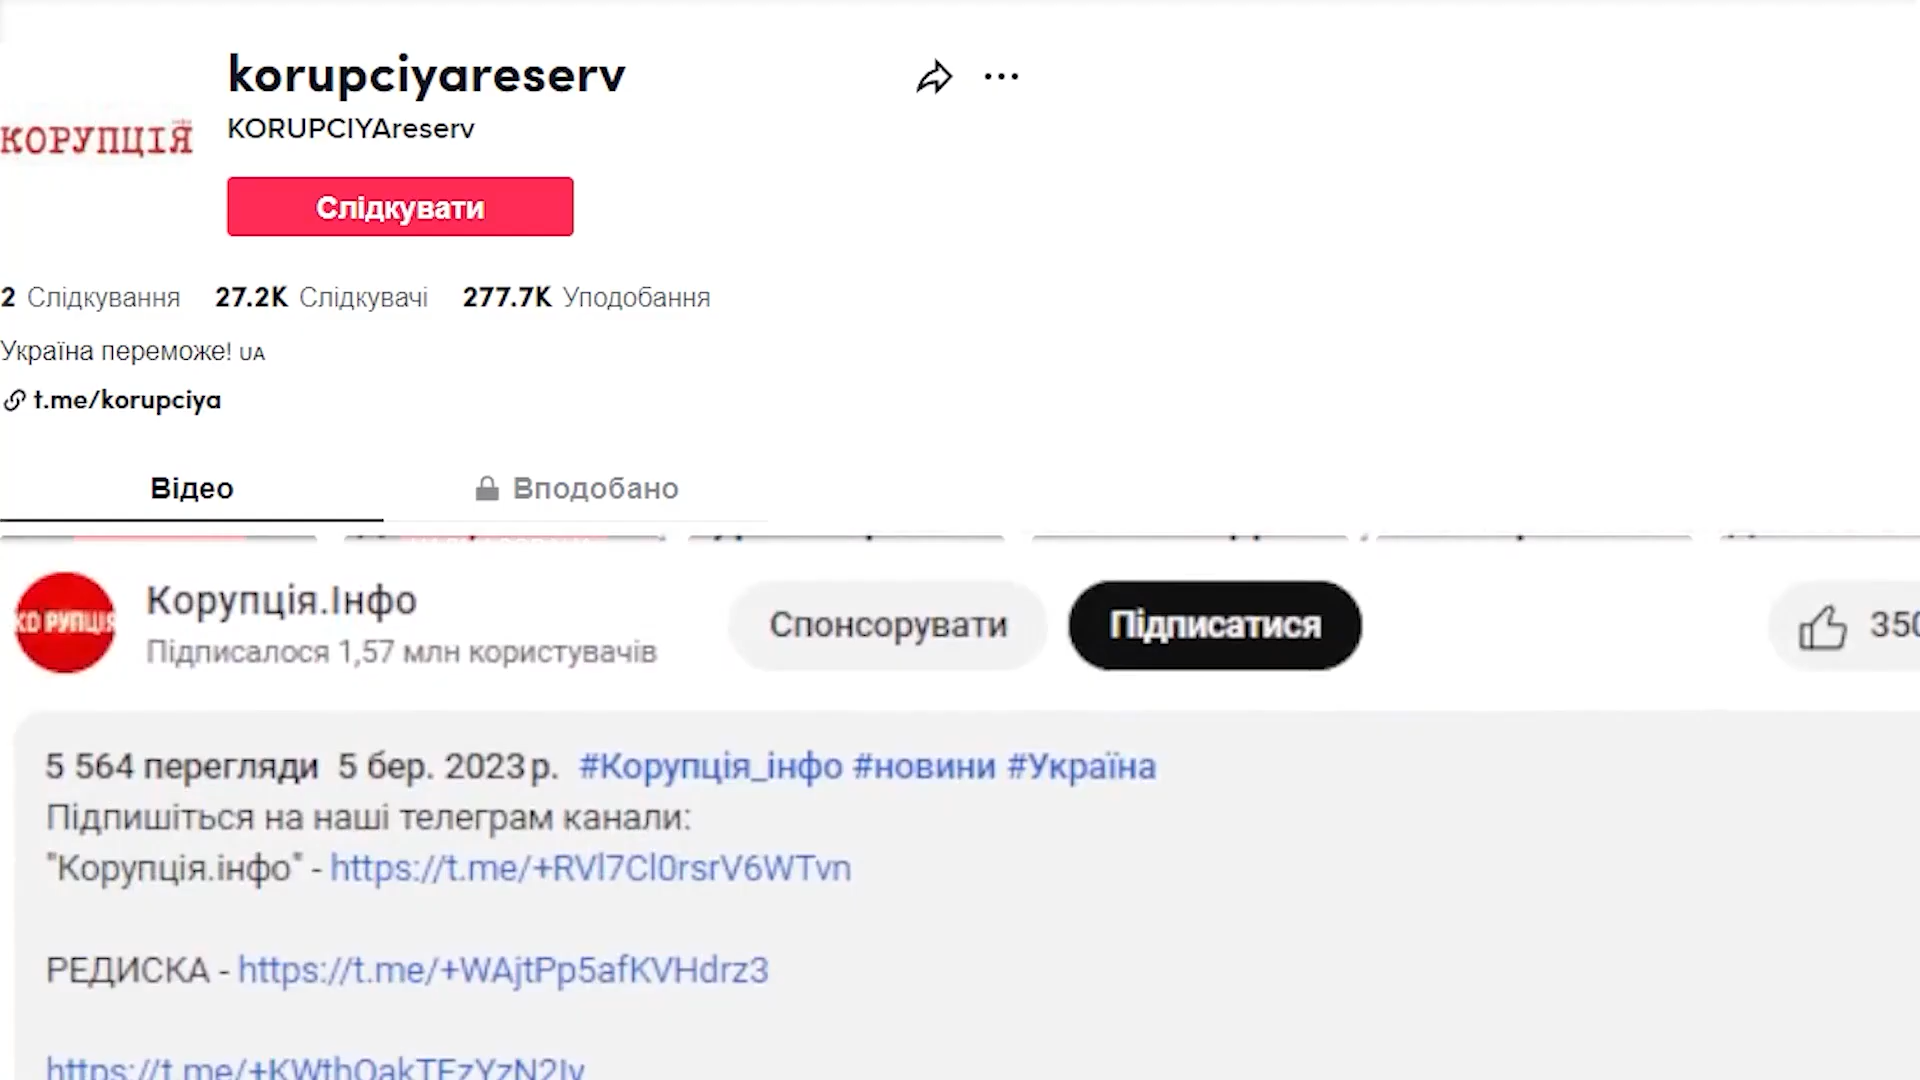 korupciyareserv
KORUPCIYAreserv
КОРУПЦІЯ
Слідкувати
2 Слідкування 27.2K Слідкувачі 277.7K Уподобання
Україна переможе! UA
t.me/korupciya
Відео Вподобано
Корупція.Інфо
КОРУПЦІЯ
Підписалося 1,57 млн користувачів
Спонсорувати
Підписатися
350
5 564 перегляди 5 бер. 2023 р. #Корупція_інфо #новини #Україна
Підпишіться на наші телеграм канали:
"Корупція.інфо" - https://t.me/+RVl7Cl0rsrV6WTvn
РЕДИСКА - https://t.me/+WAjtPp5afKVHdrz3